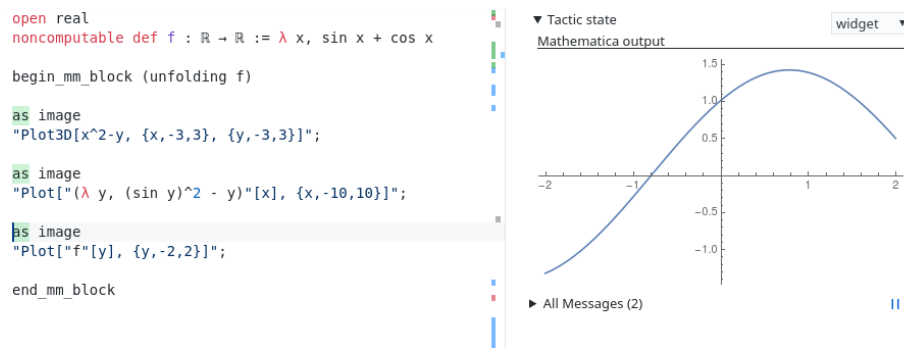 open real
noncomputable def f : ℝ → ℝ := λ x, sin x + cos x
begin_mm_block (unfolding f)
as image
"Plot3D[x^2-y, {x,-3,3}, {y,-3,3}]";
as image
"Plot["(λ y, (sin y)^2 - y)"[x], {x,-10,10}]";
as image
"Plot["f"[y], {y,-2,2}]";
end_mm_block
▼ Tactic state
widget ▼
Mathematica output
1.5
1.0
0.5
−2 −1 1 2
−0.5
−1.0
▶ All Messages (2)